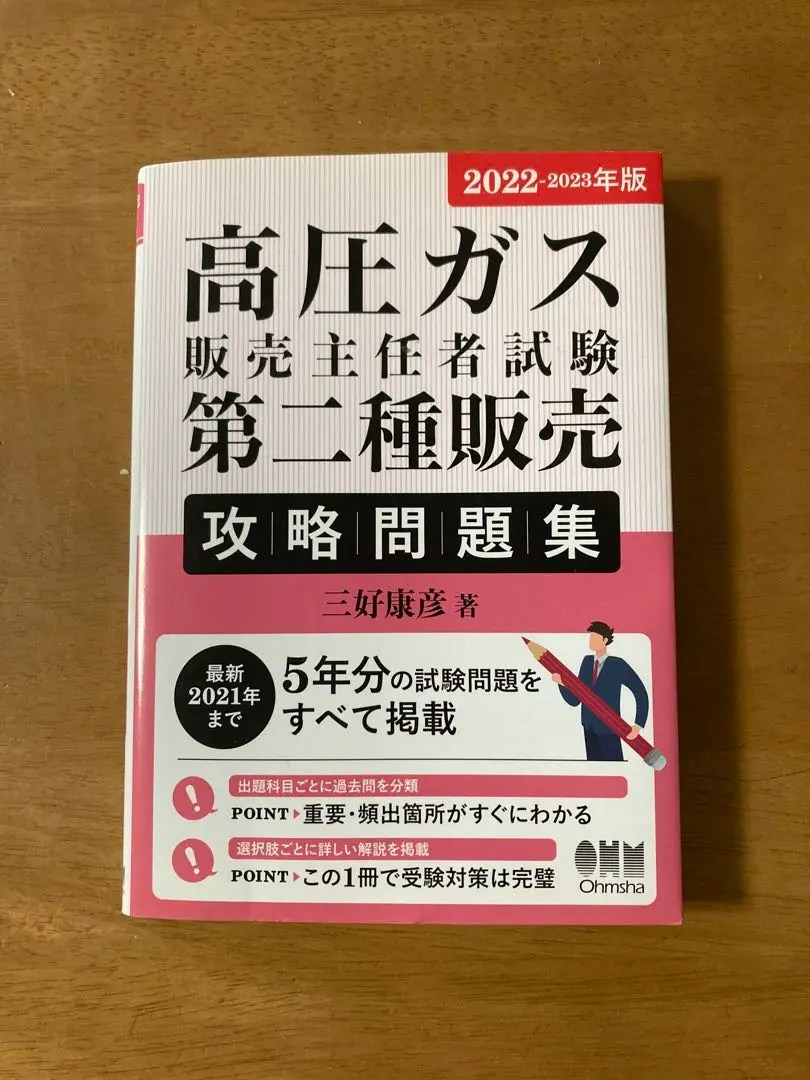 2022-2023年版
高圧ガス
販売主任者試験
第二種販売
攻略問題集
三好康彦 著
最新
2021年
まで
5年分の試験問題を
すべて掲載
出題科目ごとに過去問を分類
POINT 重要・頻出箇所がすぐにわかる
選択肢ごとに詳しい解説を掲載
POINT この1冊で受験対策は完璧
OHM
Ohmsha